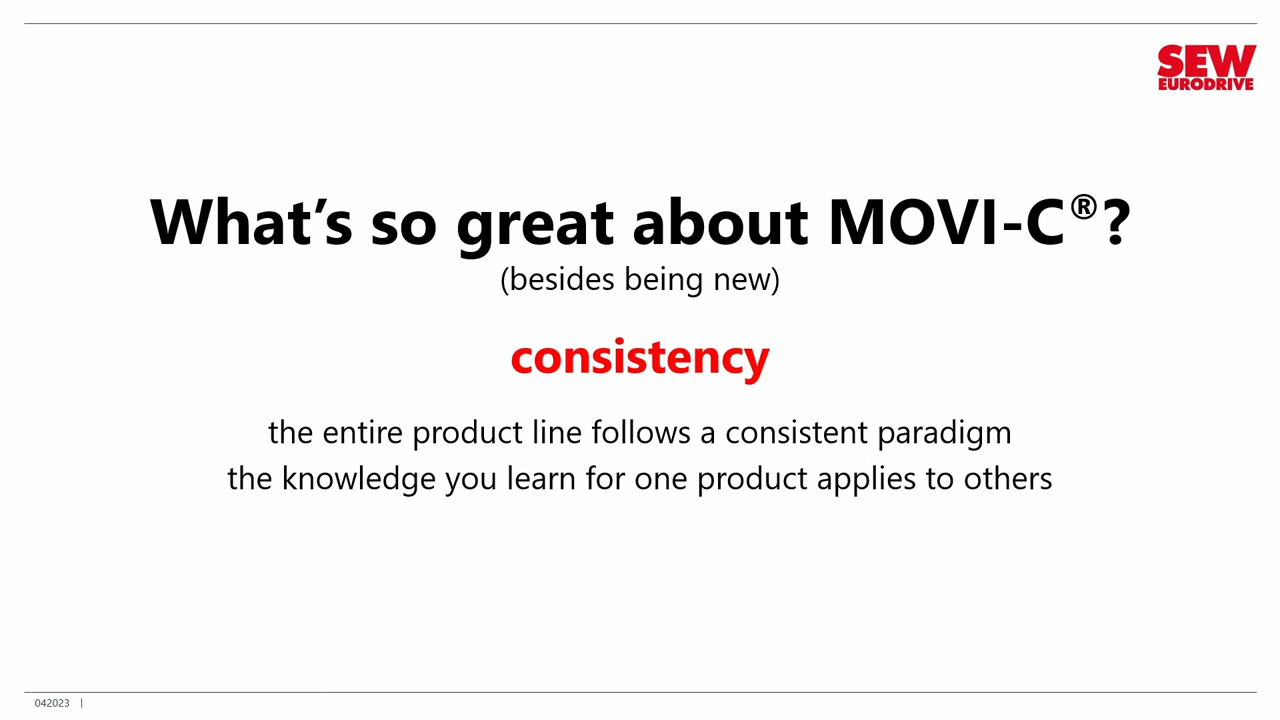 SEW
EURODRIVE
What’s so great about MOVI-C®?
(besides being new)
consistency
the entire product line follows a consistent paradigm
the knowledge you learn for one product applies to others
042023 |